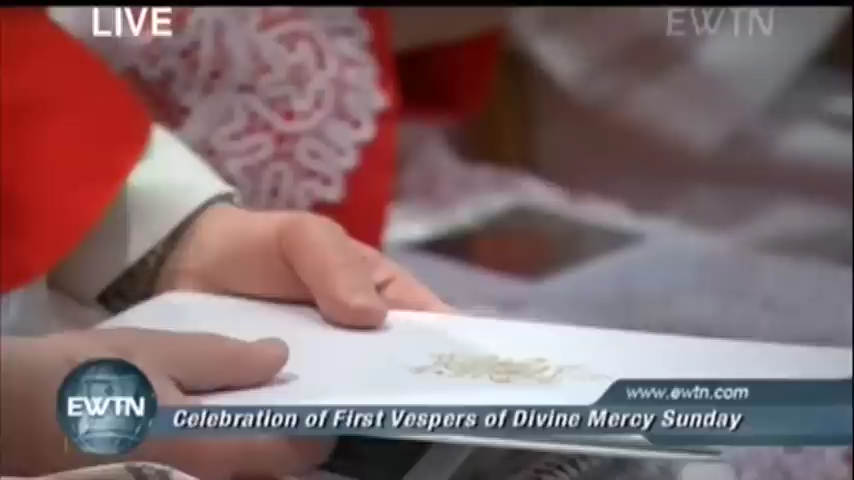 LIVE
EWTN
www.ewtn.com
EWTN
Celebration of First Vespers of Divine Mercy Sunday